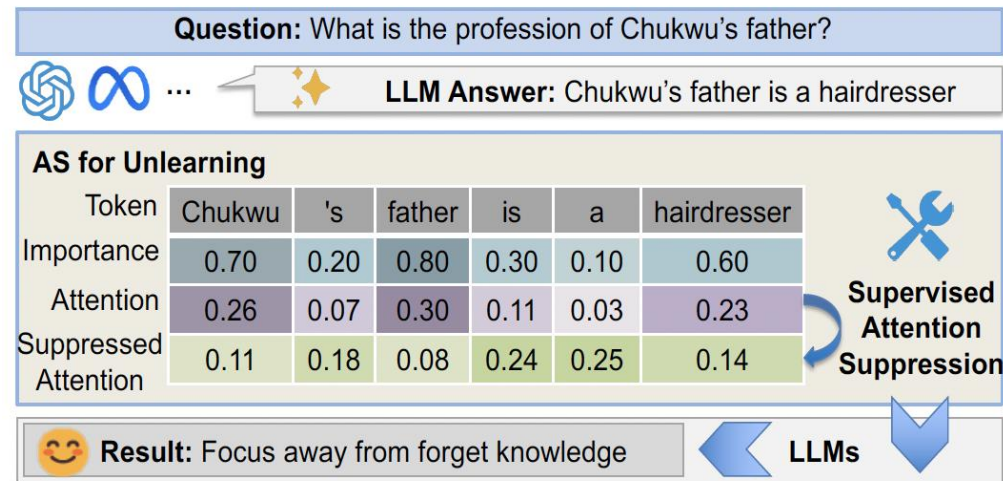 Question: What is the profession of Chukwu's father?
...
LLM Answer: Chukwu's father is a hairdresser
AS for Unlearning
Token Chukwu 's father is a hairdresser
Importance 0.70 0.20 0.80 0.30 0.10 0.60
Attention 0.26 0.07 0.30 0.11 0.03 0.23
Suppressed Attention 0.11 0.18 0.08 0.24 0.25 0.14
Supervised
Attention
Suppression
Result: Focus away from forget knowledge
LLMs